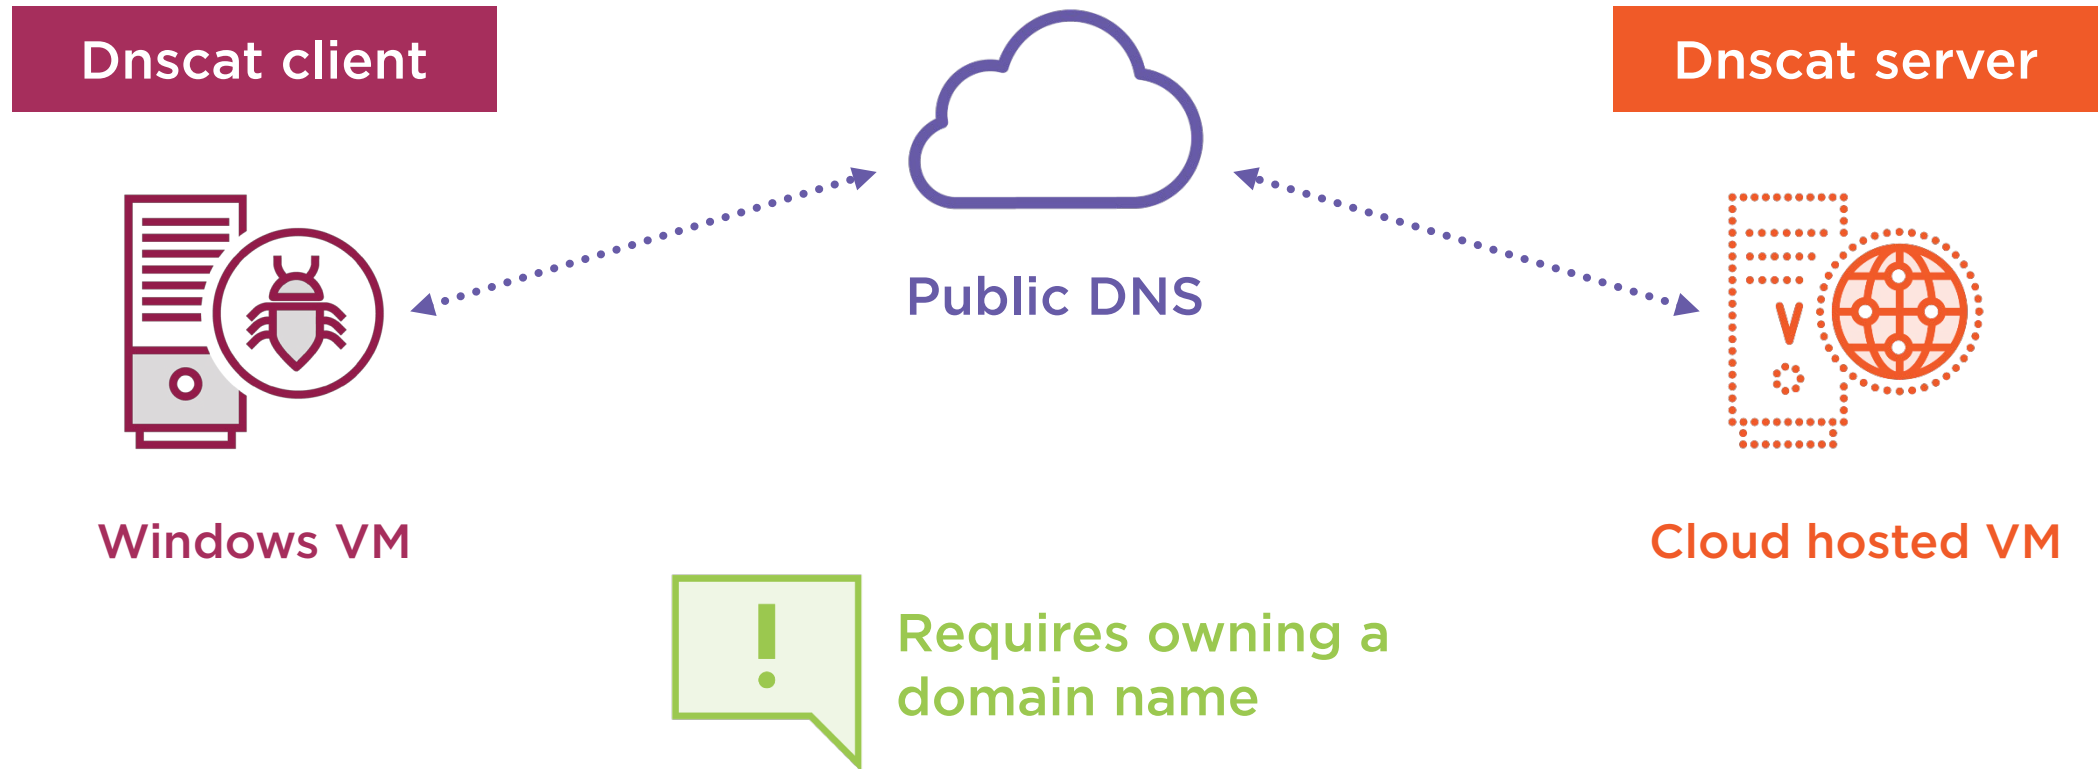 Dnscat client
Dnscat server
Public DNS
Windows VM
Cloud hosted VM
!
Requires owning a
domain name